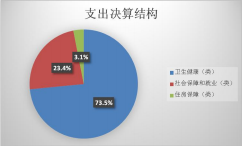 支出决算结构
3.1%
23.4%
73.5%
卫生健康（类）
社会保障和就业（类）
住房保障（类）